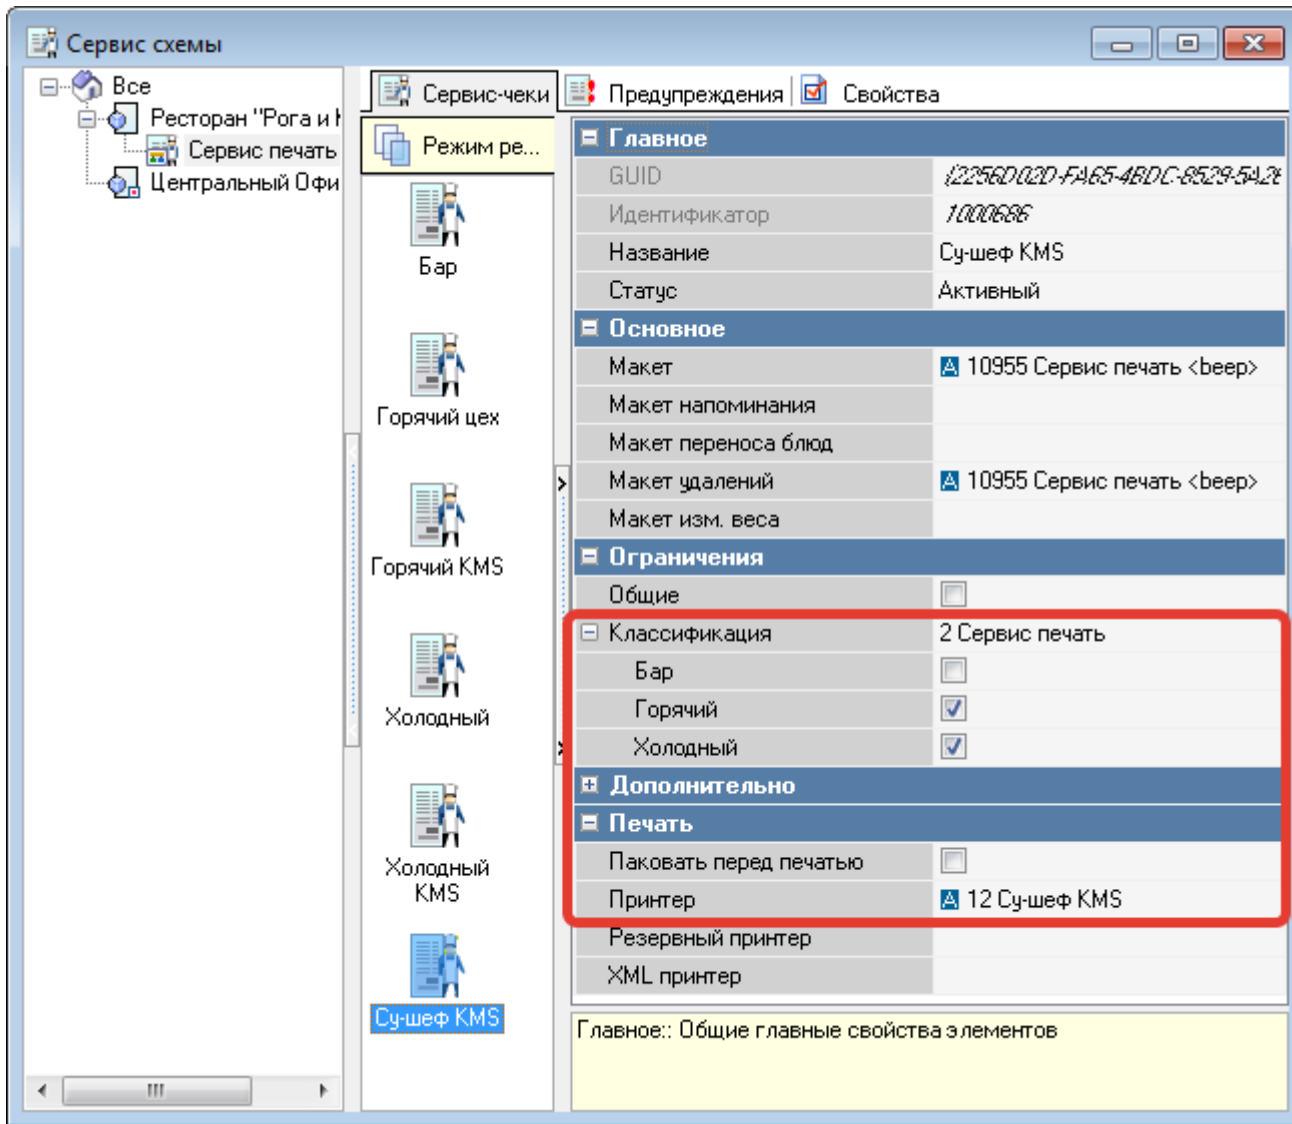 Сервис схемы
Все
Ресторан "Рога и
Сервис печать
Центральный Офи
Сервис-чеки
Предупреждения
Свойства
Режим ре...
Бар
Горячий цех
Горячий KMS
Холодный
Холодный
KMS
Су-шеф KMS
Главное
GUID {2256D02D-FA65-4BDC-8529-5A2E
Идентификатор 1000686
Название Су-шеф KMS
Статус Активный
Основное
Макет 10955 Сервис печать <beep>
Макет напоминания
Макет переноса блюд
Макет удалений 10955 Сервис печать <beep>
Макет изм. веса
Ограничения
Общие
Классификация 2 Сервис печать
Бар
Горячий
Холодный
Дополнительно
Печать
Паковать перед печатью
Принтер 12 Су-шеф KMS
Резервный принтер
XML принтер
Главное:: Общие главные свойства элементов